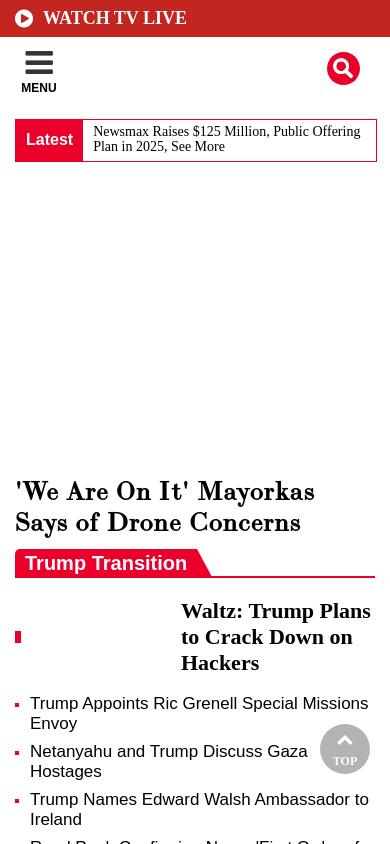 WATCH TV LIVE
MENU
Latest
Newsmax Raises $125 Million, Public Offering
Plan in 2025, See More
'We Are On It' Mayorkas
Says of Drone Concerns
Trump Transition
Waltz: Trump Plans
to Crack Down on
Hackers
Trump Appoints Ric Grenell Special Missions
Envoy
Netanyahu and Trump Discuss Gaza
Hostages
TOP
Trump Names Edward Walsh Ambassador to
Ireland